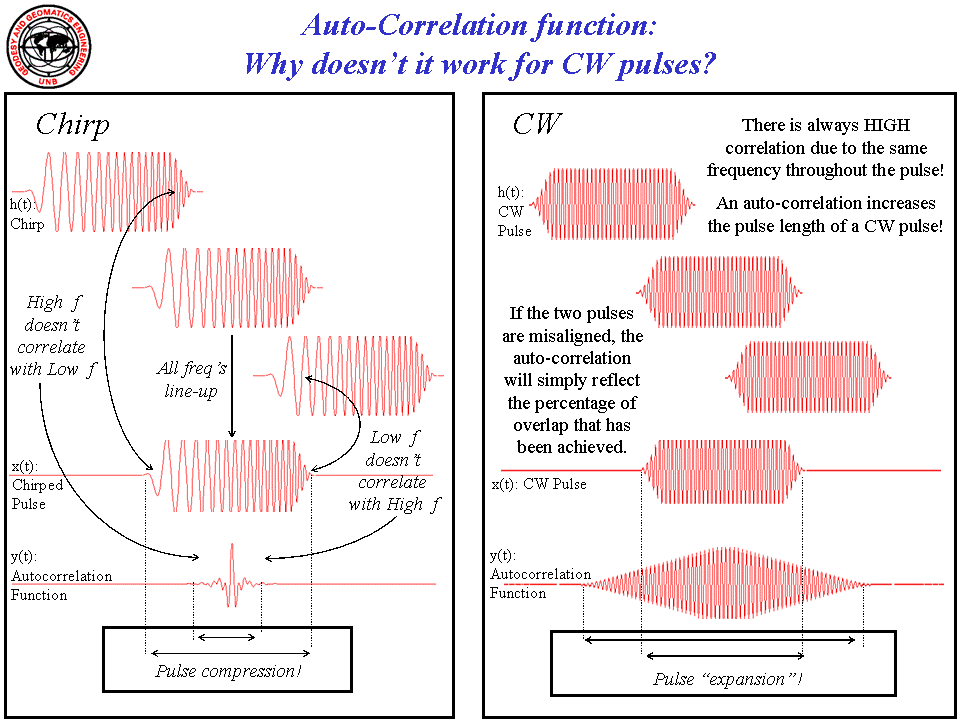 GEODESY AND GEOMATICS ENGINEERING
UNB
Auto-Correlation function:
Why doesn't it work for CW pulses?
Chirp
h(t):
Chirp
High f
doesn't
correlate
with Low f
All freq's
line-up
Low f
doesn't
correlate
with High f
x(t):
Chirped
Pulse
y(t):
Autocorrelation
Function
Pulse compression!
CW
There is always HIGH
correlation due to the same
frequency throughout the pulse!
An auto-correlation increases
the pulse length of a CW pulse!
h(t):
CW
Pulse
If the two pulses
are misaligned, the
auto-correlation
will simply reflect
the percentage of
overlap that has
been achieved.
x(t): CW Pulse
y(t):
Autocorrelation
Function
Pulse “expansion”!